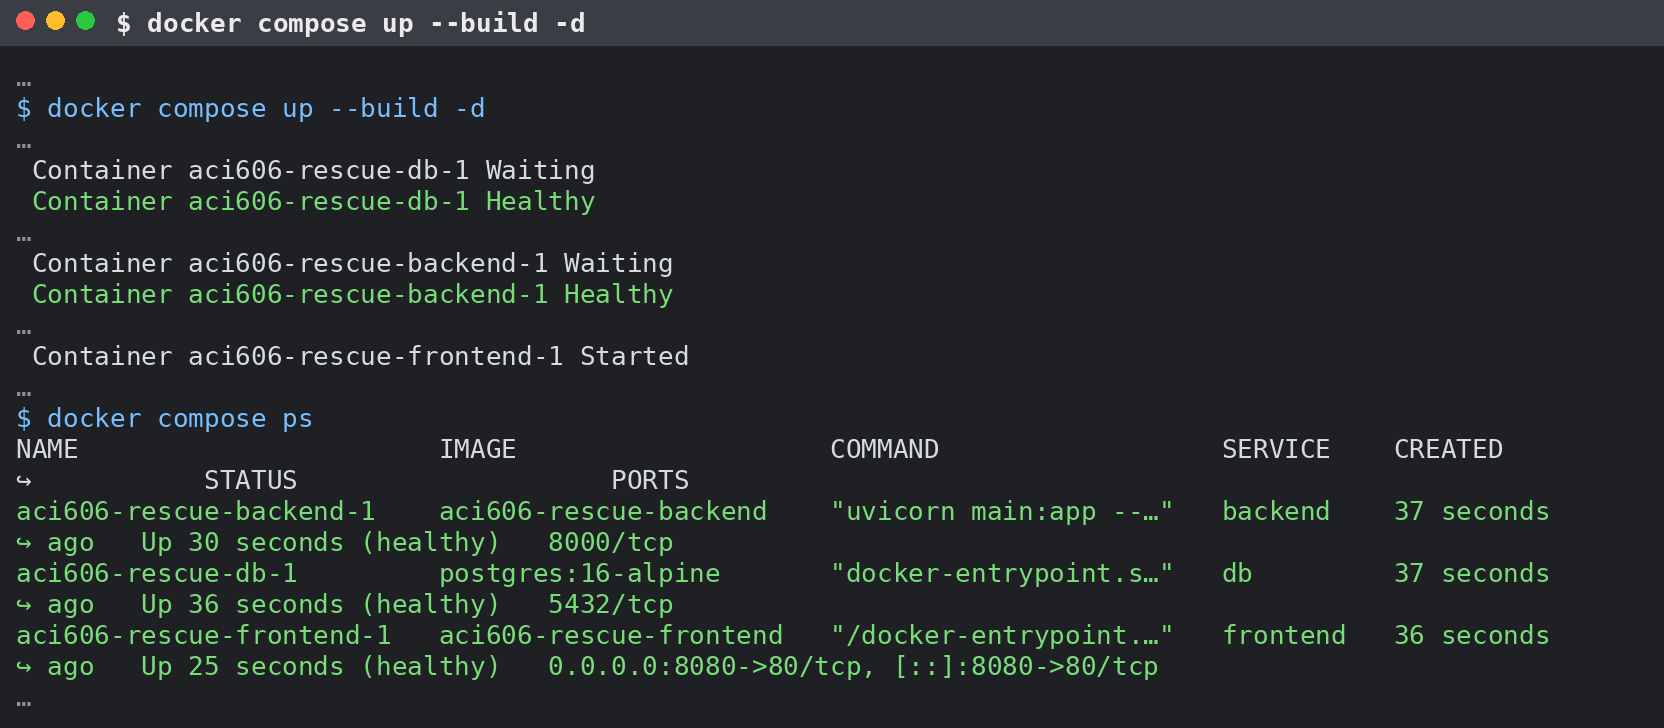 $ docker compose up --build -d
…
$ docker compose up --build -d
…
 Container aci606-rescue-db-1 Waiting
 Container aci606-rescue-db-1 Healthy
…
 Container aci606-rescue-backend-1 Waiting
 Container aci606-rescue-backend-1 Healthy
…
 Container aci606-rescue-frontend-1 Started
…
$ docker compose ps
NAME                       IMAGE                    COMMAND                  SERVICE    CREATED
↪           STATUS                    PORTS
aci606-rescue-backend-1    aci606-rescue-backend    "uvicorn main:app --…"   backend    37 seconds
↪ ago   Up 30 seconds (healthy)   8000/tcp
aci606-rescue-db-1         postgres:16-alpine       "docker-entrypoint.s…"   db         37 seconds
↪ ago   Up 36 seconds (healthy)   5432/tcp
aci606-rescue-frontend-1   aci606-rescue-frontend   "/docker-entrypoint.…"   frontend   36 seconds
↪ ago   Up 25 seconds (healthy)   0.0.0.0:8080->80/tcp, [::]:8080->80/tcp
…